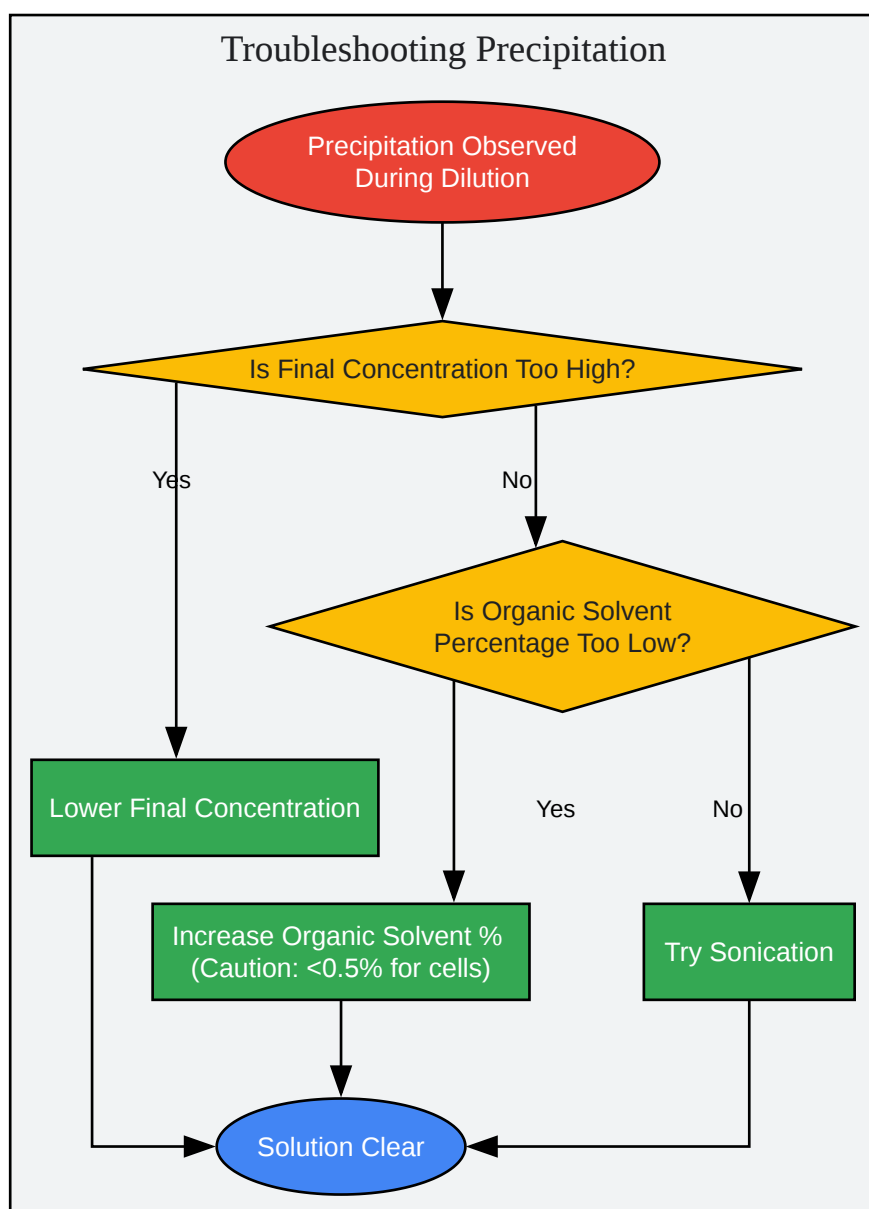 Troubleshooting Precipitation
Precipitation Observed
During Dilution
Is Final Concentration Too High?
Yes
No
Is Organic Solvent
Percentage Too Low?
Lower Final Concentration
Yes
No
Increase Organic Solvent %
(Caution: <0.5% for cells)
Try Sonication
Solution Clear